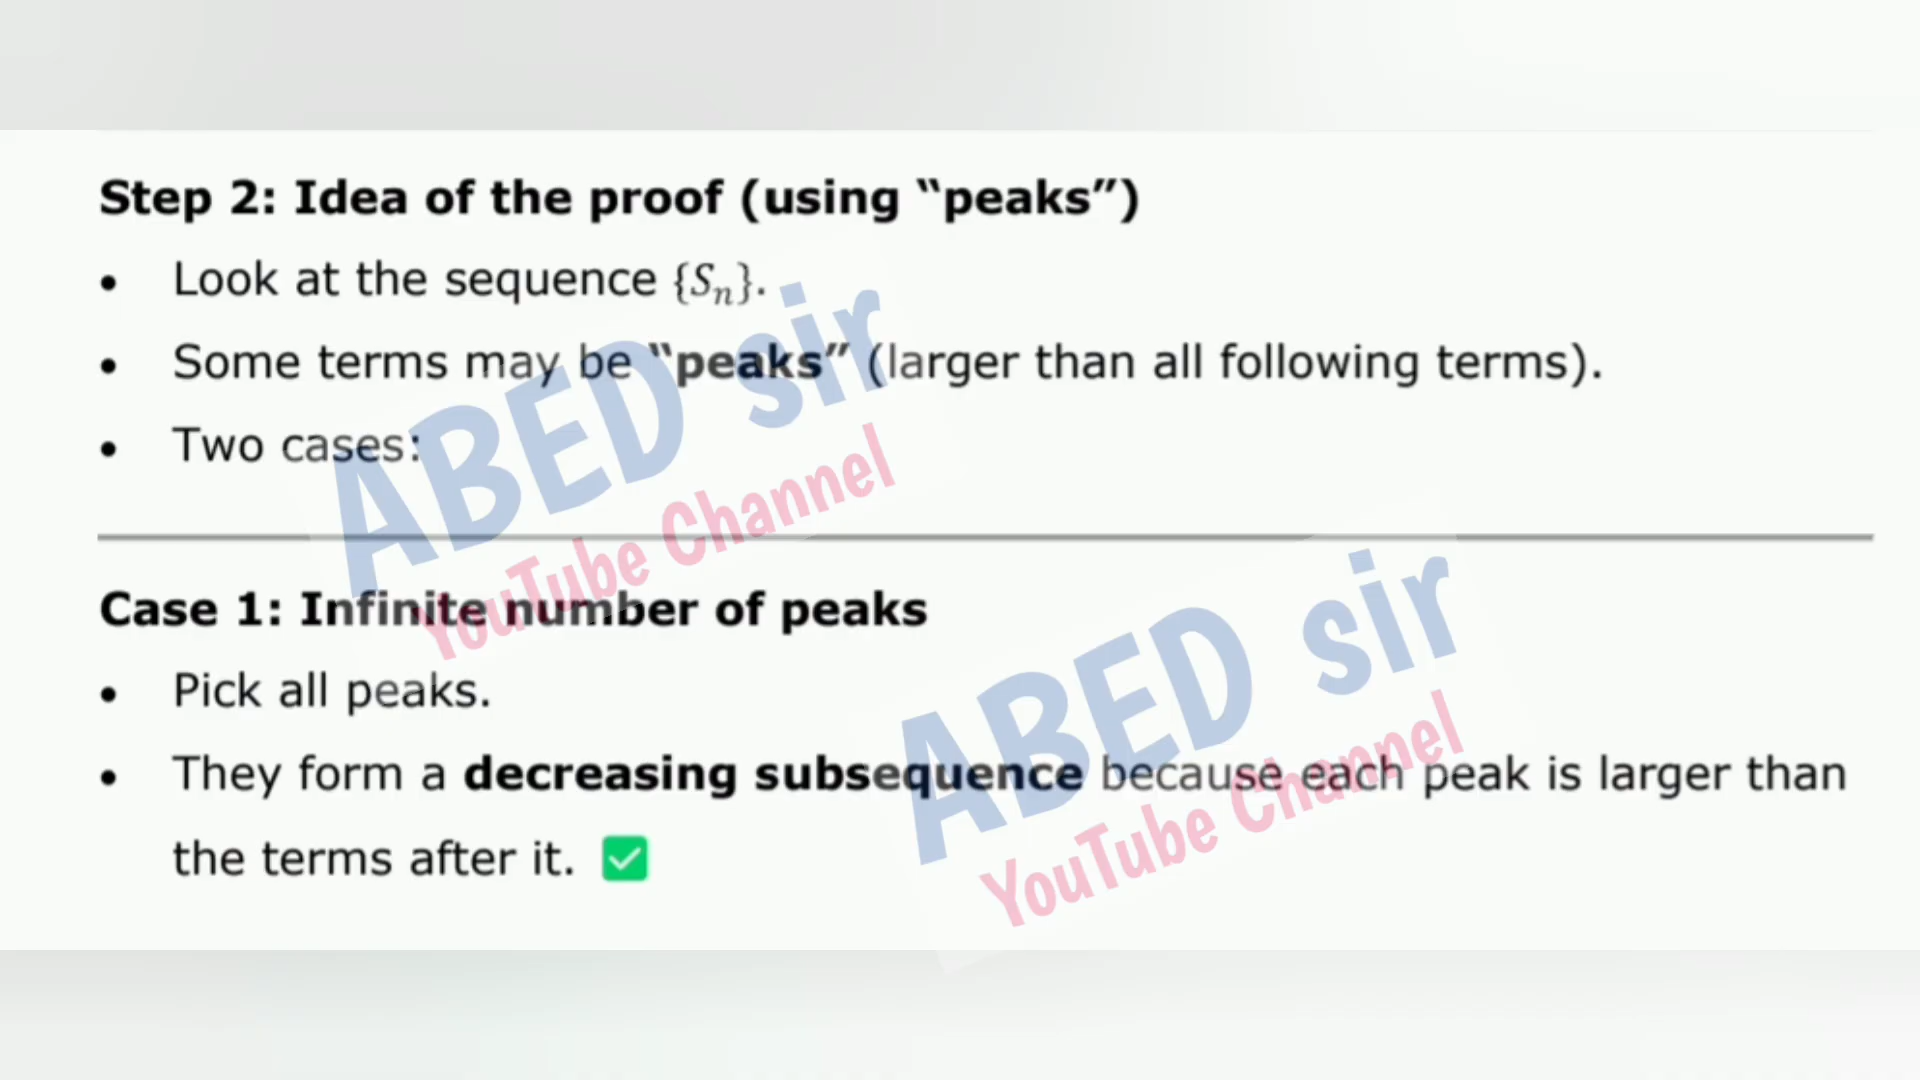 Step 2: Idea of the proof (using “peaks”)
• Look at the sequence {Sₙ}.
• Some terms may be “peaks” (larger than all following terms).
• Two cases:
ABED sir
YouTube Channel
Case 1: Infinite number of peaks
• Pick all peaks.
• They form a decreasing subsequence because each peak is larger than
the terms after it. ✅
ABED sir
YouTube Channel